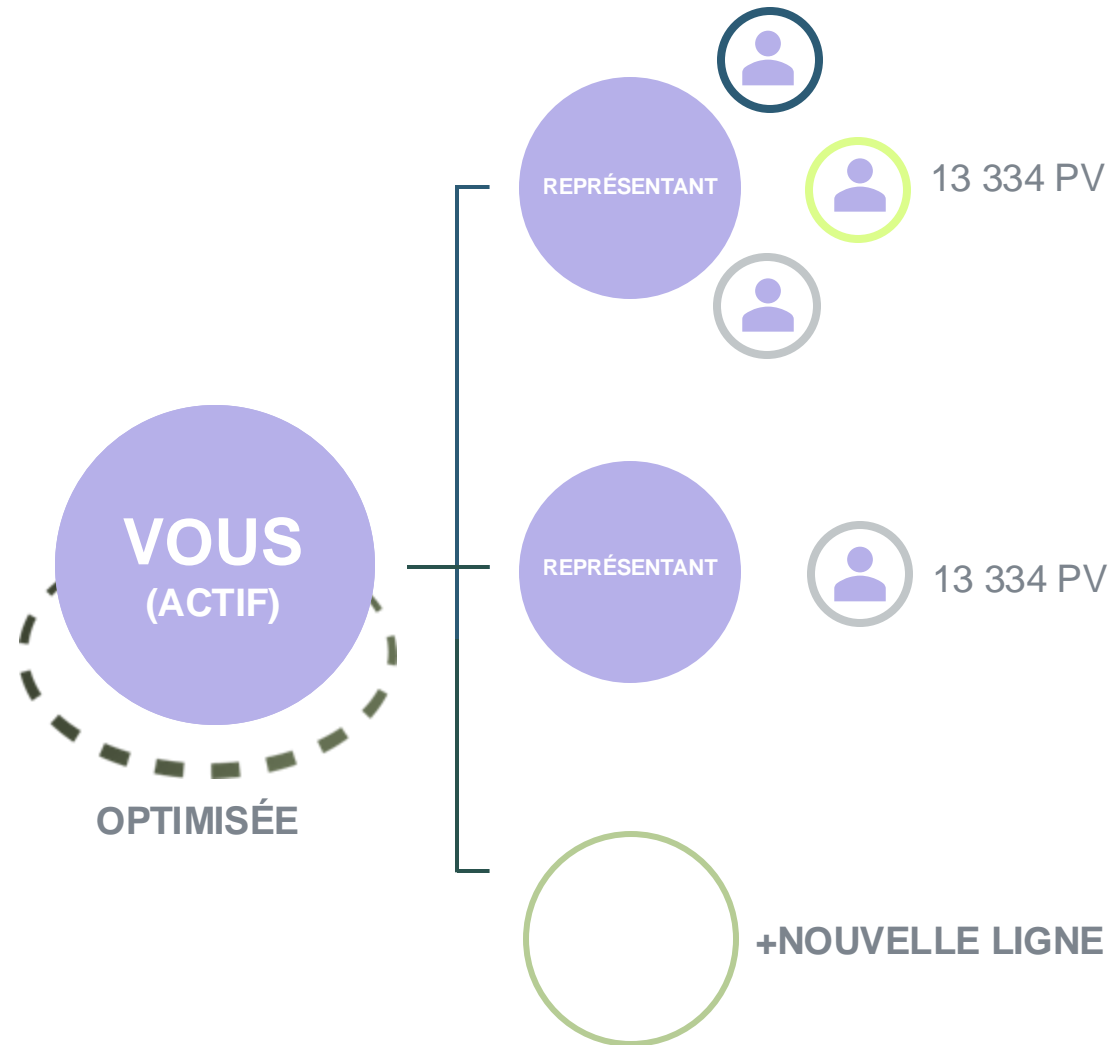 REPRÉSENTANT
13 334 PV
VOUS
(ACTIF)
REPRÉSENTANT
13 334 PV
OPTIMISÉE
+NOUVELLE LIGNE